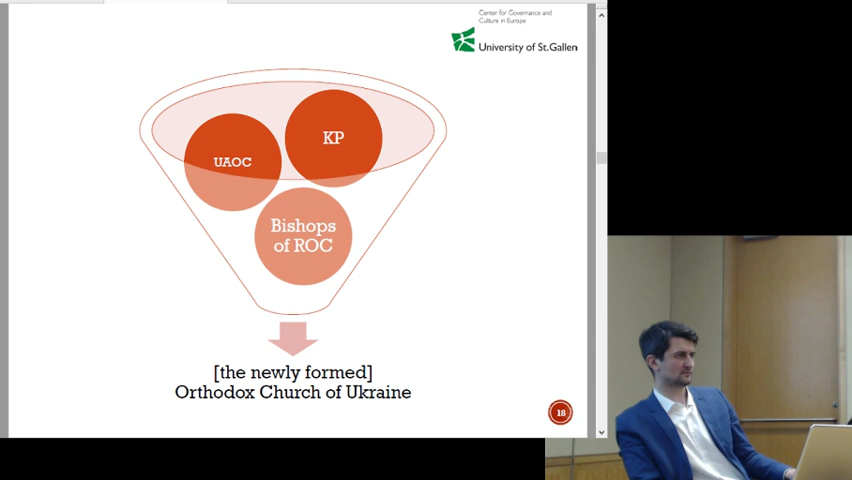 Center for Governance and
Culture in Europe
University of St.Gallen
KP
UAOC
Bishops
of ROC
[the newly formed]
Orthodox Church of Ukraine
18